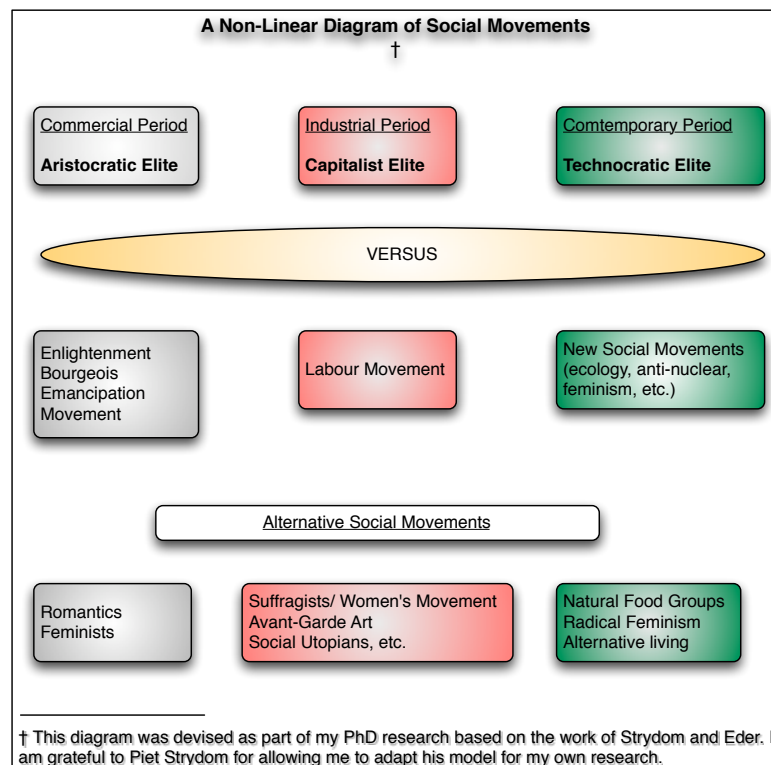 A Non-Linear Diagram of Social Movements
†
Commercial Period
Aristocratic Elite
Industrial Period
Capitalist Elite
Comtemporary Period
Technocratic Elite
VERSUS
Enlightenment
Bourgeois
Emancipation
Movement
Labour Movement
New Social Movements
(ecology, anti-nuclear,
feminism, etc.)
Alternative Social Movements
Romantics
Feminists
Suffragists/ Women's Movement
Avant-Garde Art
Social Utopians, etc.
Natural Food Groups
Radical Feminism
Alternative living
† This diagram was devised as part of my PhD research based on the work of Strydom and Eder. I
am grateful to Piet Strydom for allowing me to adapt his model for my own research.